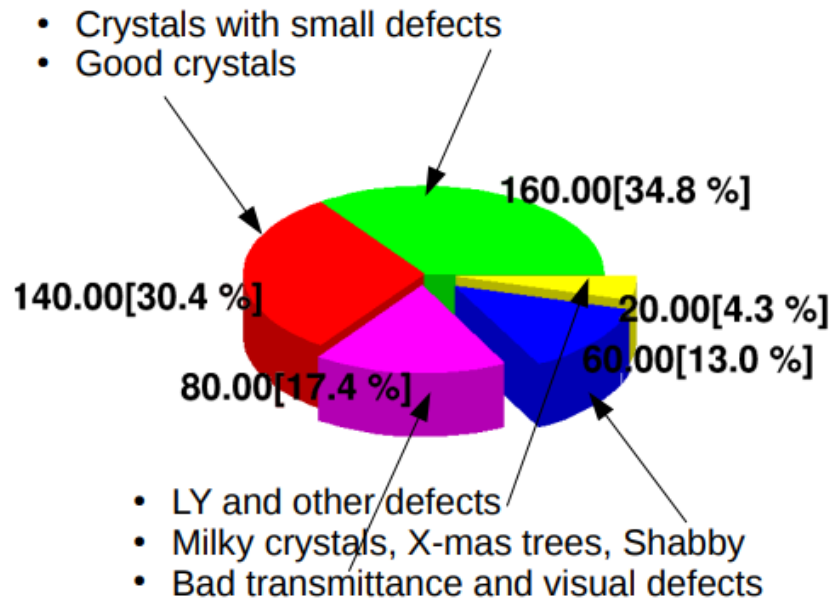 • Crystals with small defects
• Good crystals
160.00[34.8 %]
140.00[30.4 %]
20.00[4.3 %]
60.00[13.0 %]
80.00[17.4 %]
• LY and other defects
• Milky crystals, X-mas trees, Shabby
• Bad transmittance and visual defects